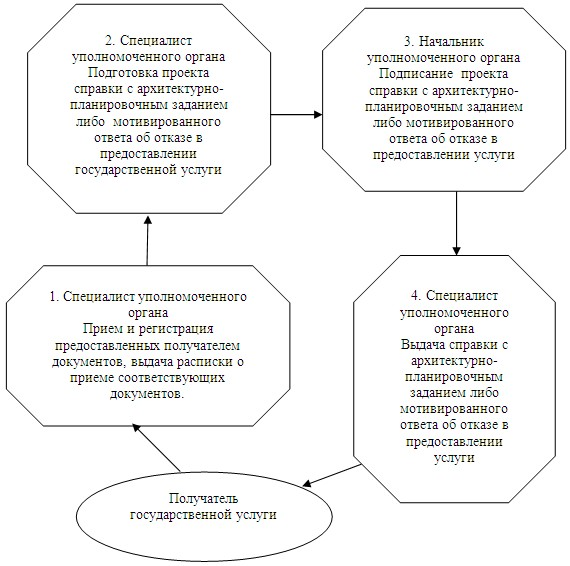 2. Специалист
уполномоченного органа
Подготовка проекта
справки с архитектурно-
планировочным заданием
либо мотивированного
ответа об отказе в
предоставлении
государственной услуги
3. Начальник
уполномоченного органа
Подписание проекта
справки с архитектурно-
планировочным заданием
либо мотивированного
ответа об отказе в
предоставлении услуги
1. Специалист уполномоченного
органа
Прием и регистрация
предоставленных получателем
документов, выдача расписки о
приеме соответствующих
документов.
4. Специалист
уполномоченного
органа
Выдача справки с
архитектурно-
планировочным
заданием либо
мотивированного
ответа об отказе в
предоставлении
услуги
Получатель
государственной услуги